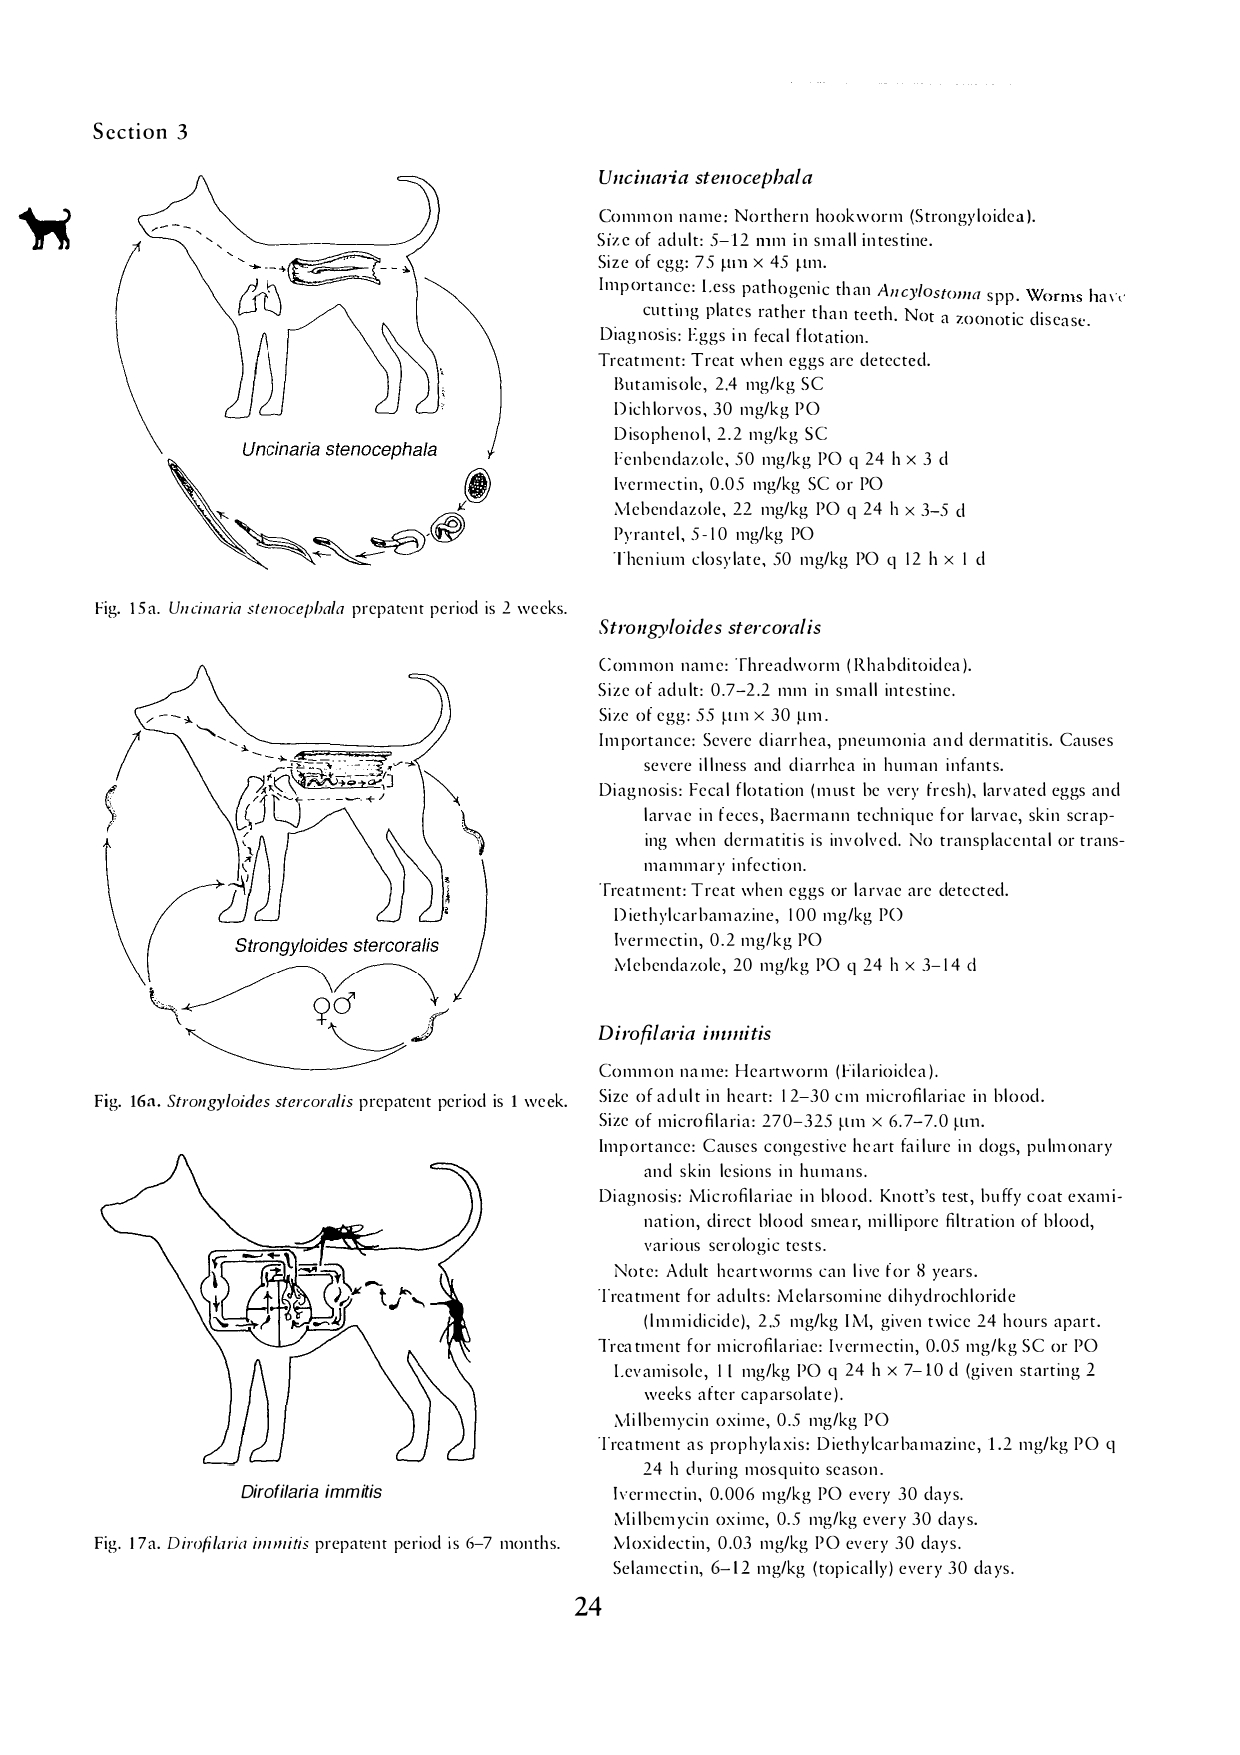 Section 3
Uncinaria stenocephala
Fig. 15a. Uncinaria stenocephala prepatent period is 2 weeks.
Strongyloides stercoralis
Fig. 16a. Strongyloides stercoralis prepatent period is 1 week.
Dirofilaria immitis
Fig. 17a. Dirofilaria immitis prepatent period is 6–7 months.
Uncinaria stenocephala
Common name: Northern hookworm (Strongyloidea).
Size of adult: 5–12 mm in small intestine.
Size of egg: 75 µm × 45 µm.
Importance: Less pathogenic than Ancylostoma spp. Worms have
cutting plates rather than teeth. Not a zoonotic disease.
Diagnosis: Eggs in fecal flotation.
Treatment: Treat when eggs are detected.
Butamisole, 2.4 mg/kg SC
Dichlorvos, 30 mg/kg PO
Disophenol, 2.2 mg/kg SC
Fenbendazole, 50 mg/kg PO q 24 h × 3 d
Ivermectin, 0.05 mg/kg SC or PO
Mebendazole, 22 mg/kg PO q 24 h × 3–5 d
Pyrantel, 5-10 mg/kg PO
Thenium closylate, 50 mg/kg PO q 12 h × 1 d
Strongyloides stercoralis
Common name: Threadworm (Rhabditoidea).
Size of adult: 0.7–2.2 mm in small intestine.
Size of egg: 55 µm × 30 µm.
Importance: Severe diarrhea, pneumonia and dermatitis. Causes
severe illness and diarrhea in human infants.
Diagnosis: Fecal flotation (must be very fresh), larvated eggs and
larvae in feces, Baermann technique for larvae, skin scrap-
ing when dermatitis is involved. No transplacental or trans-
mammary infection.
Treatment: Treat when eggs or larvae are detected.
Diethylcarbamazine, 100 mg/kg PO
Ivermectin, 0.2 mg/kg PO
Mebendazole, 20 mg/kg PO q 24 h × 3–14 d
Dirofilaria immitis
Common name: Heartworm (Filarioidea).
Size of adult in heart: 12–30 cm microfilariae in blood.
Size of microfilaria: 270–325 µm × 6.7–7.0 µm.
Importance: Causes congestive heart failure in dogs, pulmonary
and skin lesions in humans.
Diagnosis: Microfilariae in blood. Knott's test, buffy coat exami-
nation, direct blood smear, millipore filtration of blood,
various serologic tests.
Note: Adult heartworms can live for 8 years.
Treatment for adults: Melarsomine dihydrochloride
(Immidicide), 2.5 mg/kg IM, given twice 24 hours apart.
Treatment for microfilariae: Ivermectin, 0.05 mg/kg SC or PO
Levamisole, 11 mg/kg PO q 24 h × 7–10 d (given starting 2
weeks after caparsolate).
Milbemycin oxime, 0.5 mg/kg PO
Treatment as prophylaxis: Diethylcarbamazine, 1.2 mg/kg PO q
24 h during mosquito season.
Ivermectin, 0.006 mg/kg PO every 30 days.
Milbemycin oxime, 0.5 mg/kg every 30 days.
Moxidectin, 0.03 mg/kg PO every 30 days.
Selamectin, 6–12 mg/kg (topically) every 30 days.
24